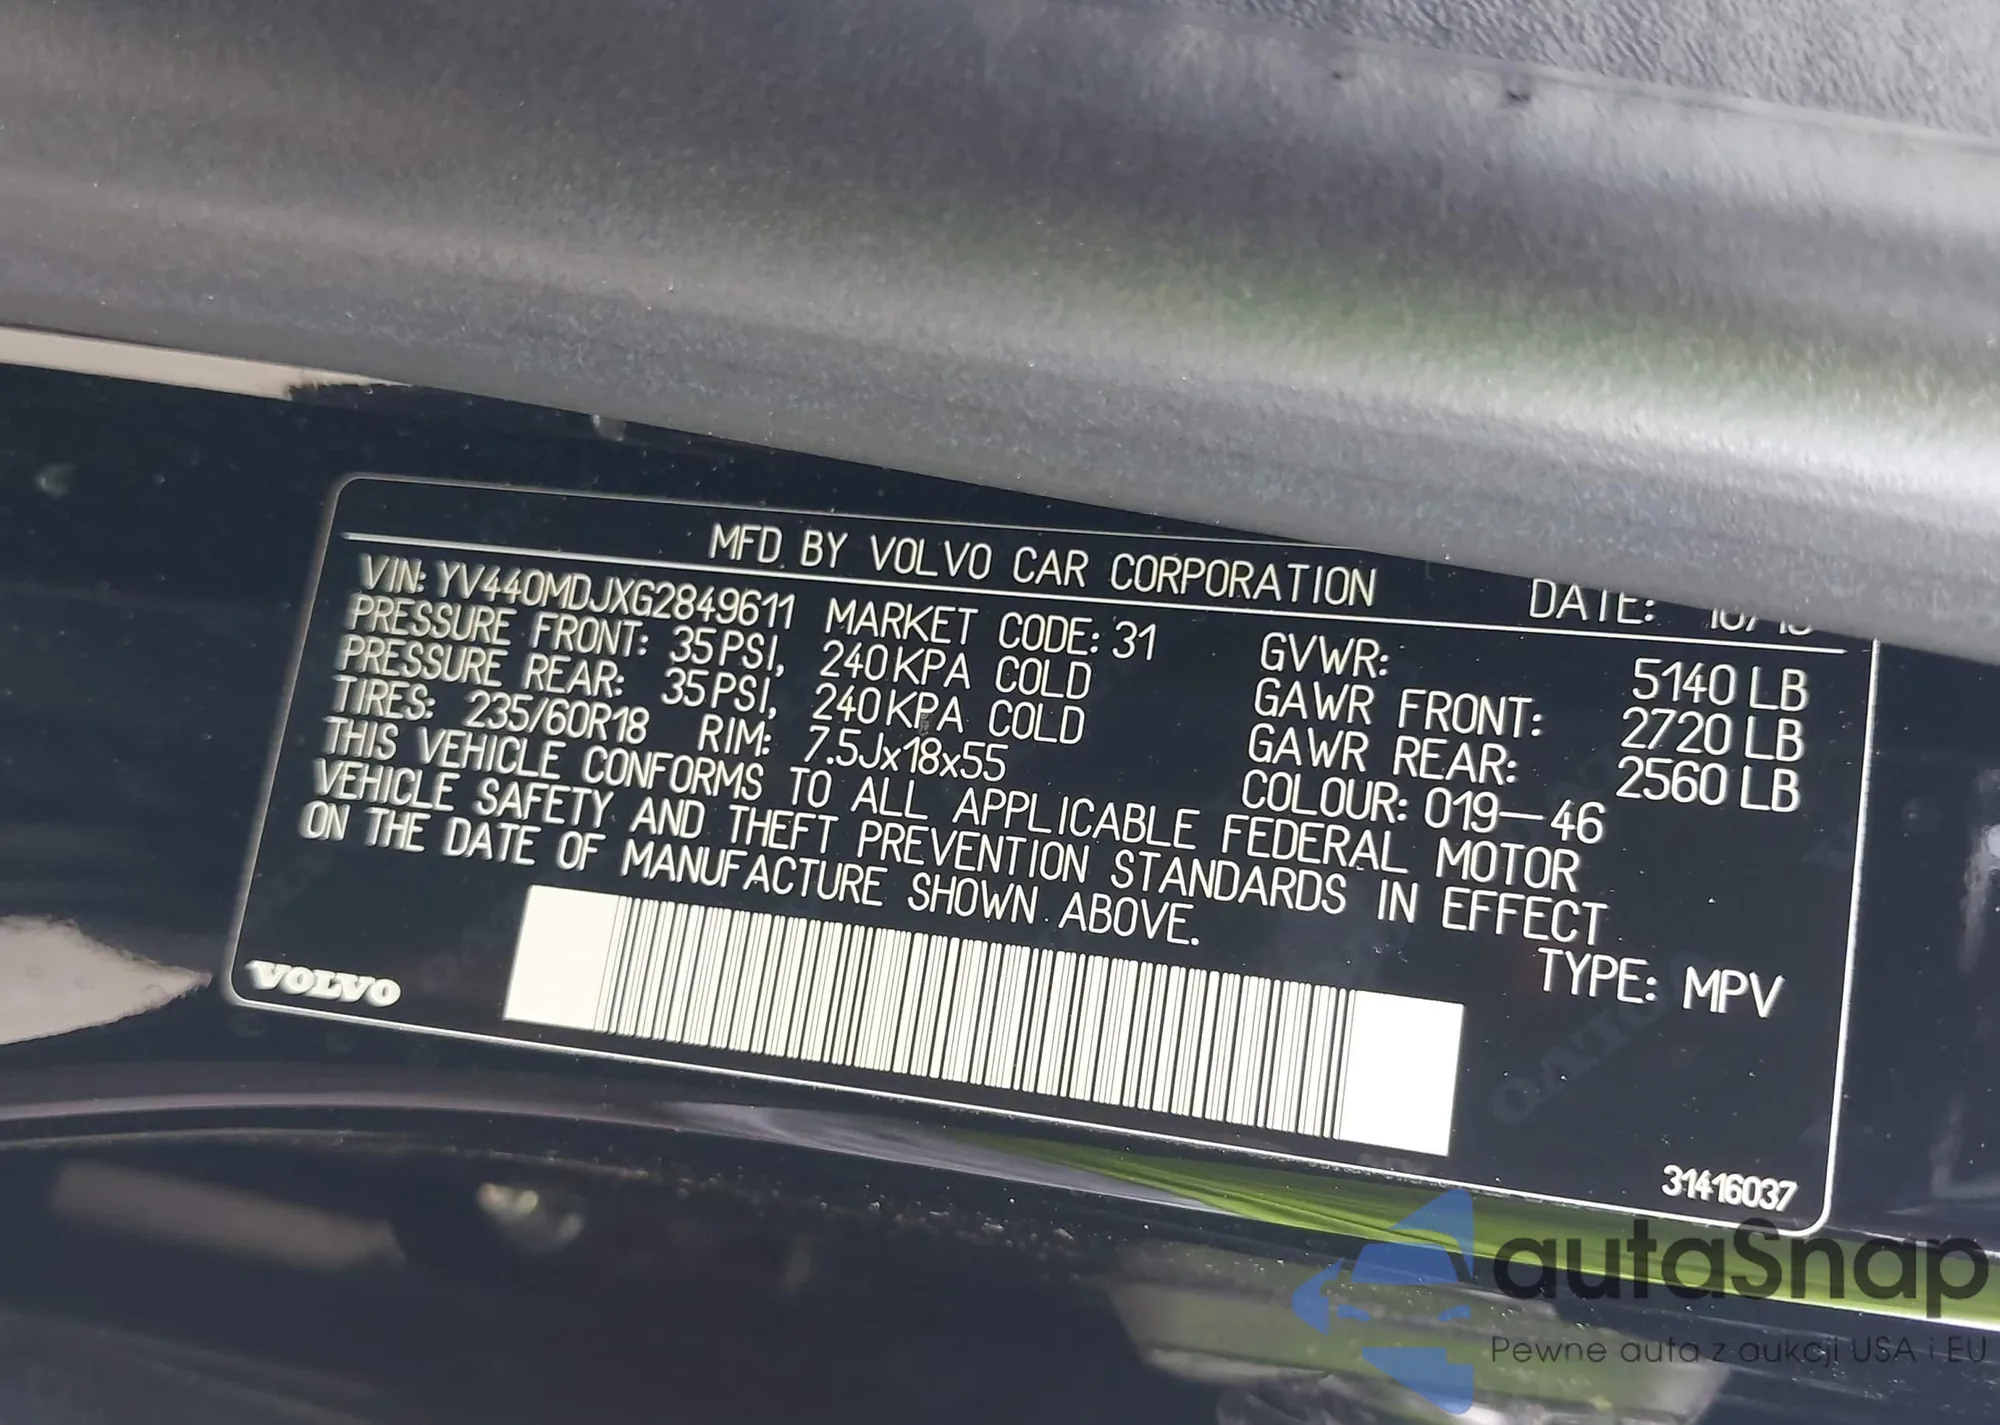 MFD. BY VOLVO CAR CORPORATION DATE:
VIN: YV440MDJXG2849611 MARKET CODE: 31 GVWR: 5140 LB
PRESSURE FRONT: 35PSI, 240KPA COLD GAWR FRONT: 2720 LB
PRESSURE REAR: 35PSI, 240KPA COLD GAWR REAR: 2560 LB
TIRES: 235/60R18 RIM: 7.5Jx18x55 COLOUR: 019—46
THIS VEHICLE CONFORMS TO ALL APPLICABLE FEDERAL MOTOR
VEHICLE SAFETY AND THEFT PREVENTION STANDARDS IN EFFECT
ON THE DATE OF MANUFACTURE SHOWN ABOVE.
TYPE: MPV
VOLVO
31416037
autaSnap
Pewne auta z aukcji USA i EU